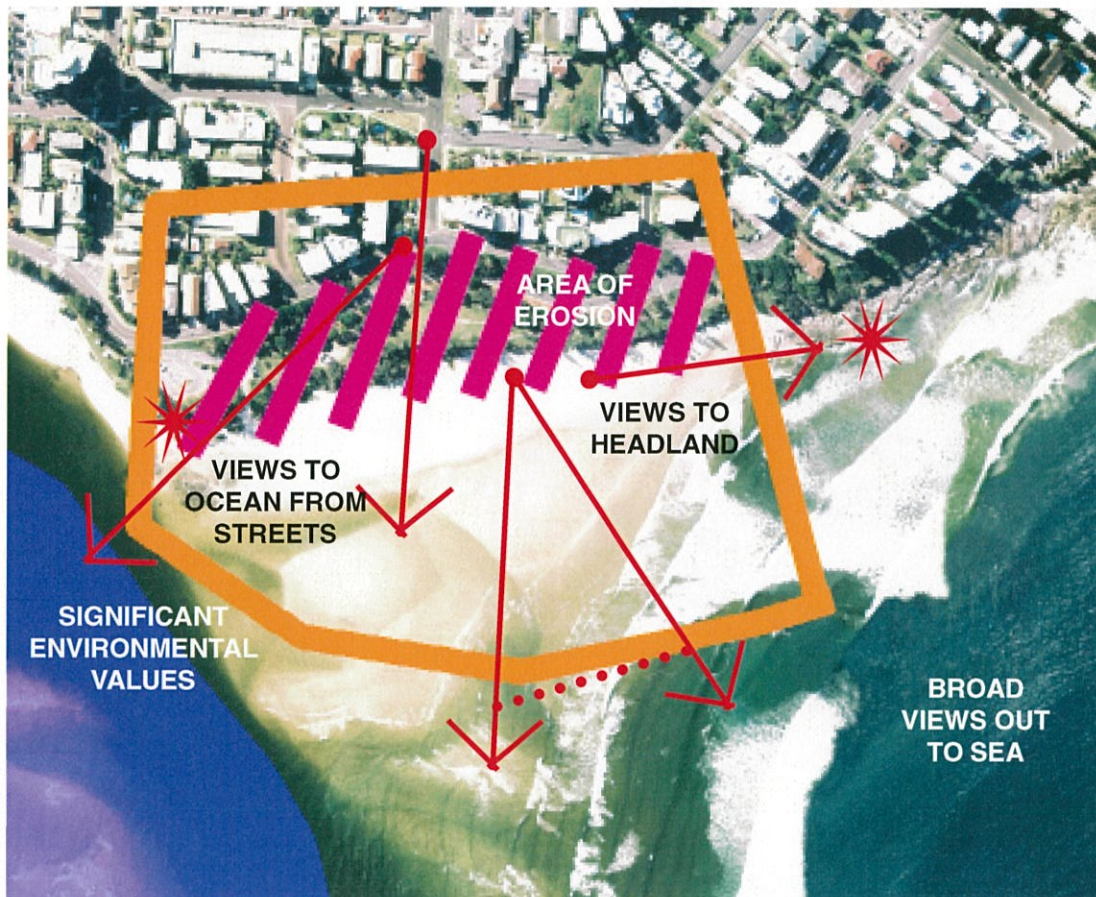 AREA OF
EROSION
VIEWS TO
HEADLAND
VIEWS TO
OCEAN FROM
STREETS
SIGNIFICANT
ENVIRONMENTAL
VALUES
BROAD
VIEWS OUT
TO SEA